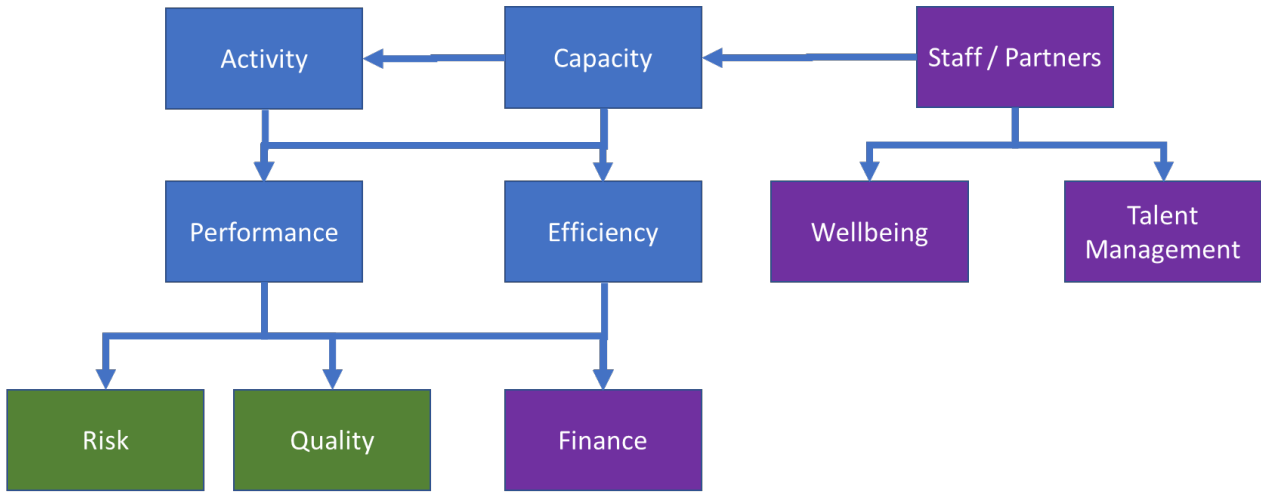 Activity
Capacity
Staff / Partners
Performance
Efficiency
Wellbeing
Talent
Management
Risk
Quality
Finance